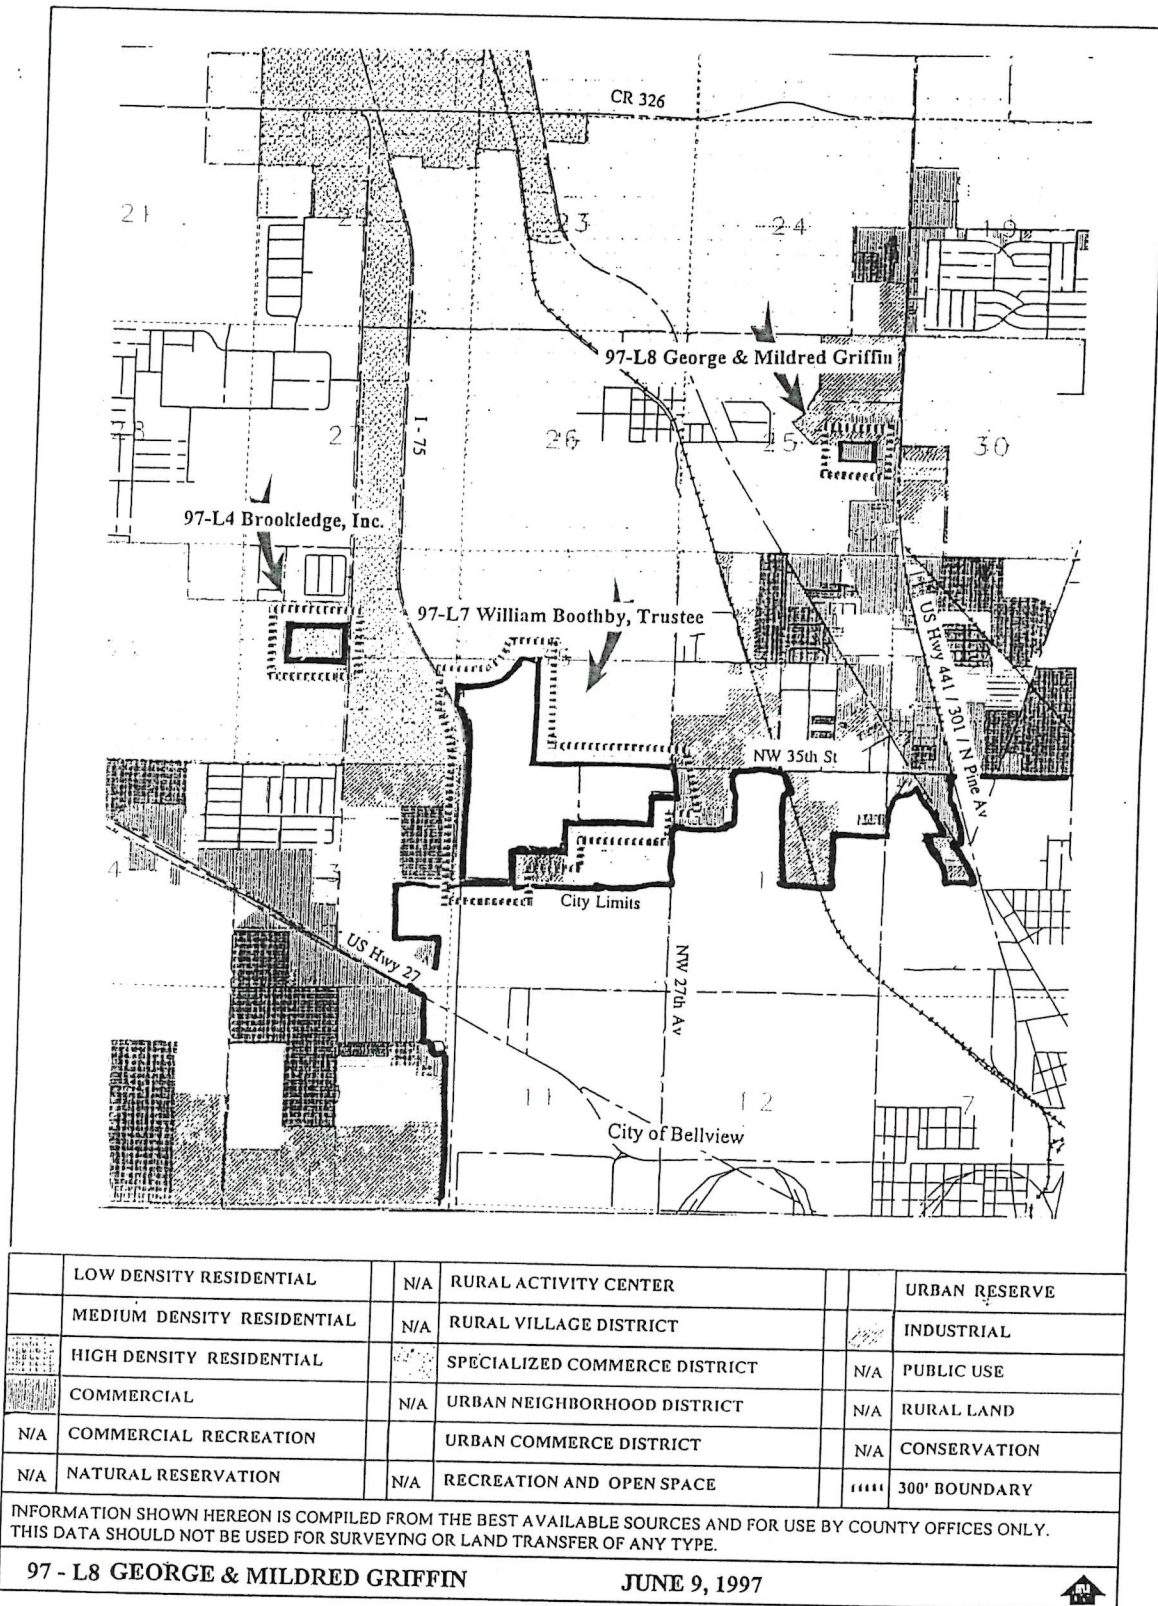 CR 326
21
23
24
19
97-L8 George & Mildred Griffin
I - 75
28
27
26
25
30
97-L4 Brookledge, Inc.
97-L7 William Boothby, Trustee
US Hwy 441 / 301 / N Pine Av
NW 35th St
4
3
1
City Limits
US Hwy 27
NW 27th Av
11
12
7
City of Bellview
LOW DENSITY RESIDENTIAL
N/A RURAL ACTIVITY CENTER
URBAN RESERVE
MEDIUM DENSITY RESIDENTIAL
N/A RURAL VILLAGE DISTRICT
INDUSTRIAL
HIGH DENSITY RESIDENTIAL
SPECIALIZED COMMERCE DISTRICT
N/A PUBLIC USE
COMMERCIAL
N/A URBAN NEIGHBORHOOD DISTRICT
N/A RURAL LAND
N/A COMMERCIAL RECREATION
URBAN COMMERCE DISTRICT
N/A CONSERVATION
N/A NATURAL RESERVATION
N/A RECREATION AND OPEN SPACE
300' BOUNDARY
INFORMATION SHOWN HEREON IS COMPILED FROM THE BEST AVAILABLE SOURCES AND FOR USE BY COUNTY OFFICES ONLY.
THIS DATA SHOULD NOT BE USED FOR SURVEYING OR LAND TRANSFER OF ANY TYPE.
97 - L8 GEORGE & MILDRED GRIFFIN JUNE 9, 1997